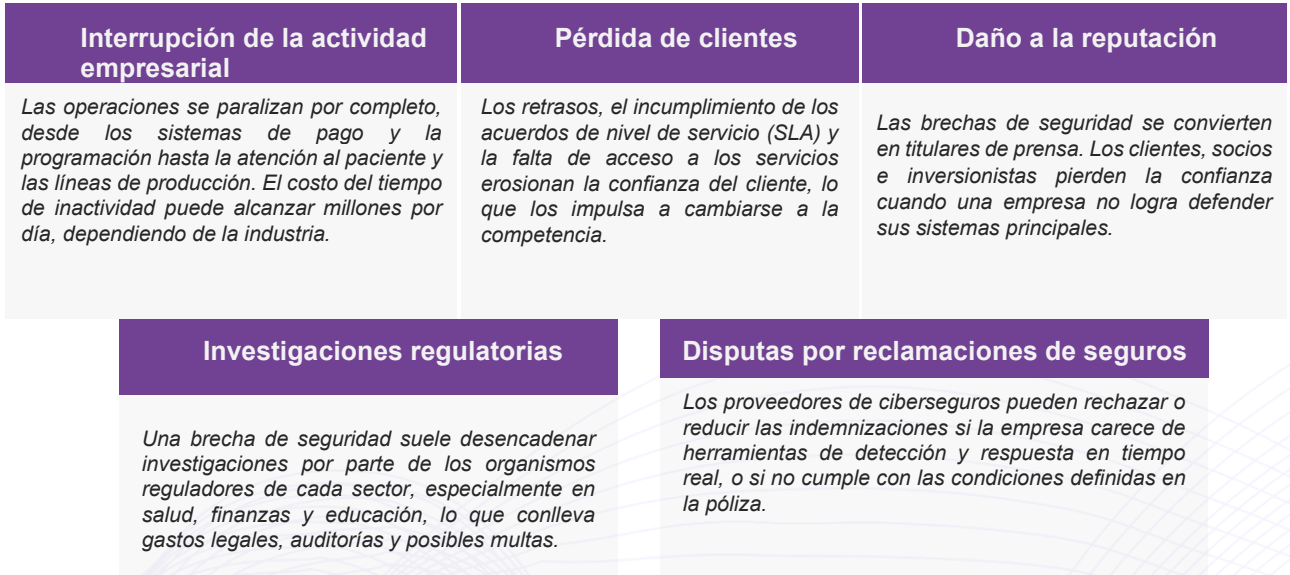 Interrupción de la actividad
empresarial
Las operaciones se paralizan por completo,
desde los sistemas de pago y la
programación hasta la atención al paciente y
las líneas de producción. El costo del tiempo
de inactividad puede alcanzar millones por
día, dependiendo de la industria.
Pérdida de clientes
Los retrasos, el incumplimiento de los
acuerdos de nivel de servicio (SLA) y
la falta de acceso a los servicios
erosionan la confianza del cliente, lo
que los impulsa a cambiarse a la
competencia.
Daño a la reputación
Las brechas de seguridad se convierten
en titulares de prensa. Los clientes, socios
e inversionistas pierden la confianza
cuando una empresa no logra defender
sus sistemas principales.
Investigaciones regulatorias
Una brecha de seguridad suele desencadenar
investigaciones por parte de los organismos
reguladores de cada sector, especialmente en
salud, finanzas y educación, lo que conlleva
gastos legales, auditorías y posibles multas.
Disputas por reclamaciones de seguros
Los proveedores de ciberseguros pueden rechazar o
reducir las indemnizaciones si la empresa carece de
herramientas de detección y respuesta en tiempo
real, o si no cumple con las condiciones definidas en
la póliza.